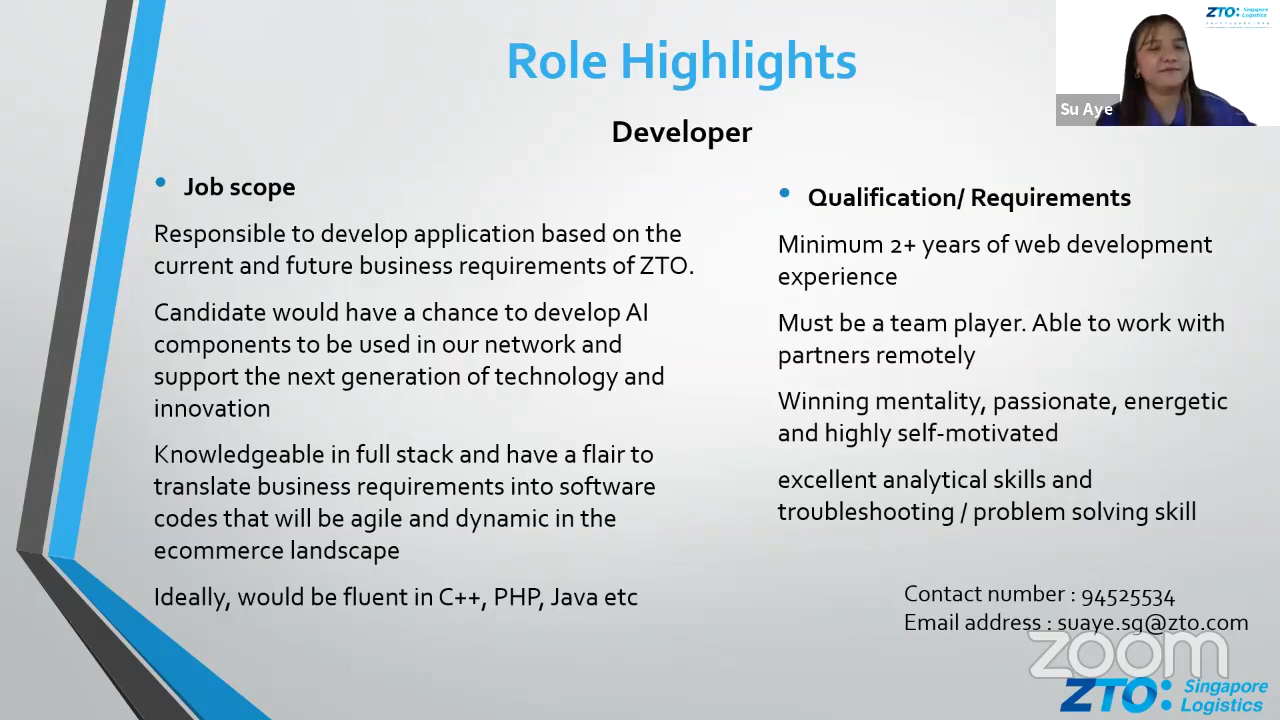 Role Highlights
Developer
• Job scope
Responsible to develop application based on the
current and future business requirements of ZTO.
Candidate would have a chance to develop AI
components to be used in our network and
support the next generation of technology and
innovation
Knowledgeable in full stack and have a flair to
translate business requirements into software
codes that will be agile and dynamic in the
ecommerce landscape
Ideally, would be fluent in C++, PHP, Java etc
• Qualification/ Requirements
Minimum 2+ years of web development
experience
Must be a team player. Able to work with
partners remotely
Winning mentality, passionate, energetic
and highly self-motivated
excellent analytical skills and
troubleshooting / problem solving skill
Contact number : 94525534
Email address : suaye.sg@zto.com
zoom
ZTO: Singapore
Logistics
ZTO: Singapore
Logistics
Su Aye